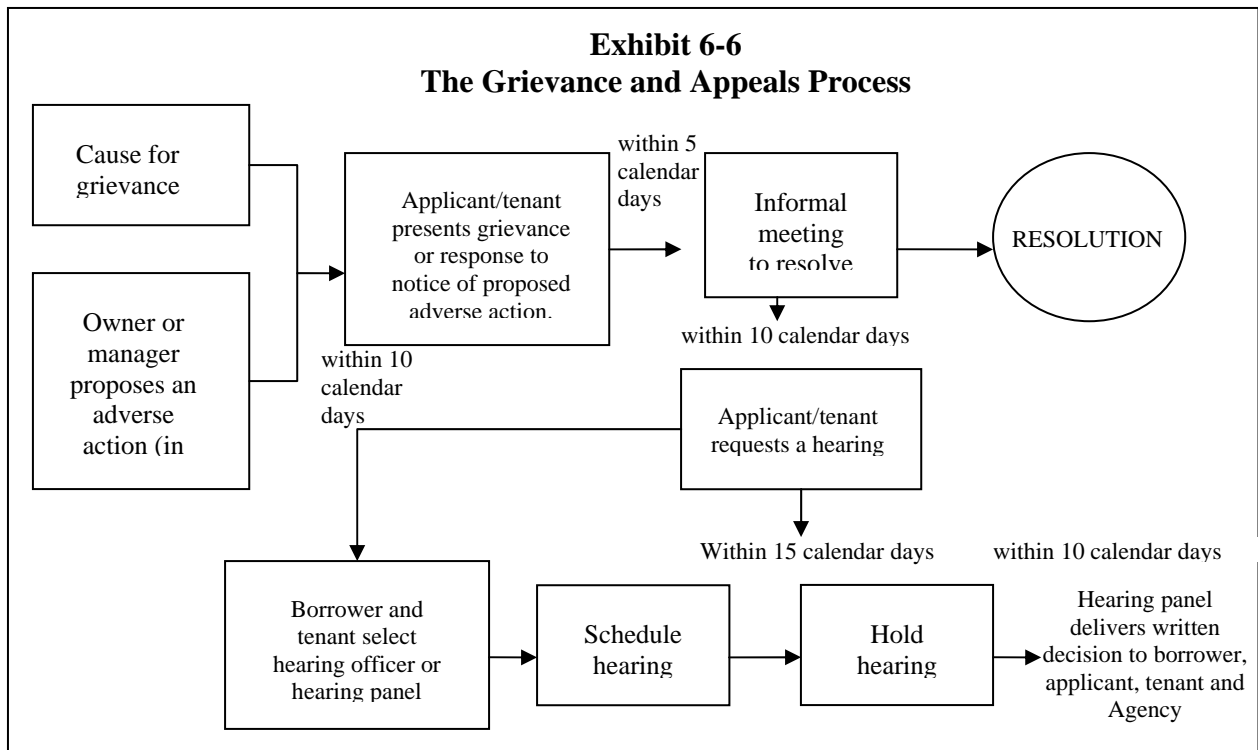 Exhibit 6-6
The Grievance and Appeals Process
Cause for
grievance
Owner or
manager
proposes an
adverse
action (in
within 10
calendar
days
Applicant/tenant
presents grievance
or response to
notice of proposed
adverse action.
within 5
calendar
days
Informal
meeting
to resolve
RESOLUTION
within 10 calendar days
Applicant/tenant
requests a hearing
Within 15 calendar days
within 10 calendar days
Borrower and
tenant select
hearing officer or
hearing panel
Schedule
hearing
Hold
hearing
Hearing panel
delivers written
decision to borrower,
applicant, tenant and
Agency